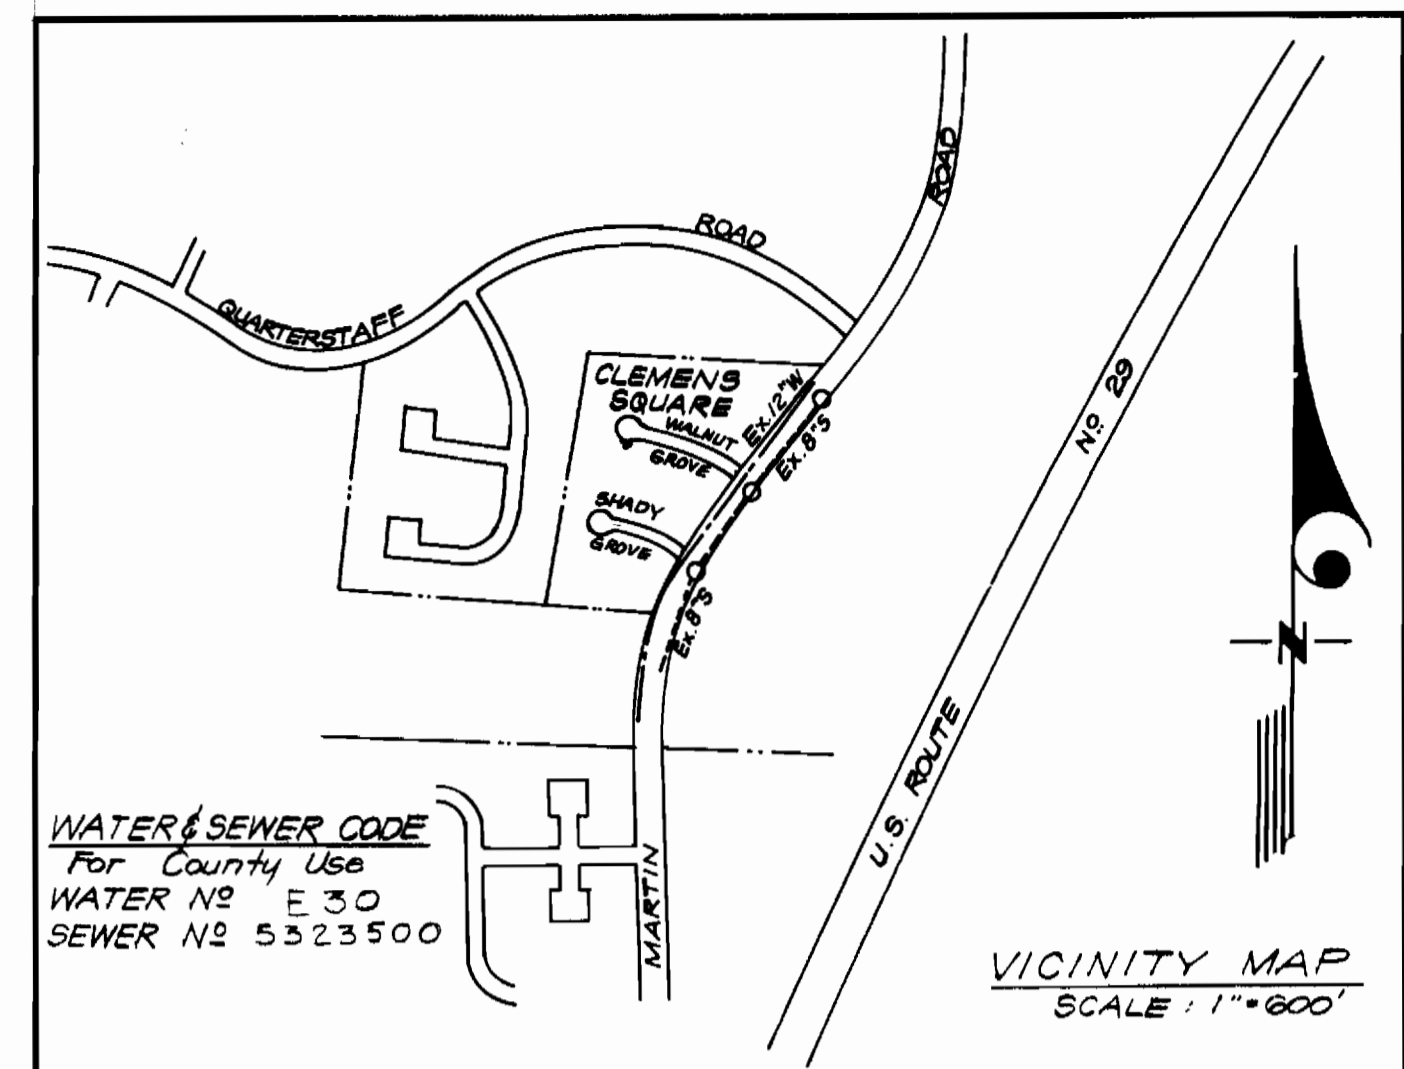 ROAD
ROAD
QUARTERSTAFF
CLEMENS
SQUARE
WALNUT
GROVE
Ex. 12"W
Ex. 8"S
SHADY
GROVE
Ex. 8"S
Nº 29
U.S. ROUTE
N
MARTIN
WATER & SEWER CODE
For County Use
WATER Nº E 30
SEWER Nº 5323500
VICINITY MAP
SCALE : 1"=600'